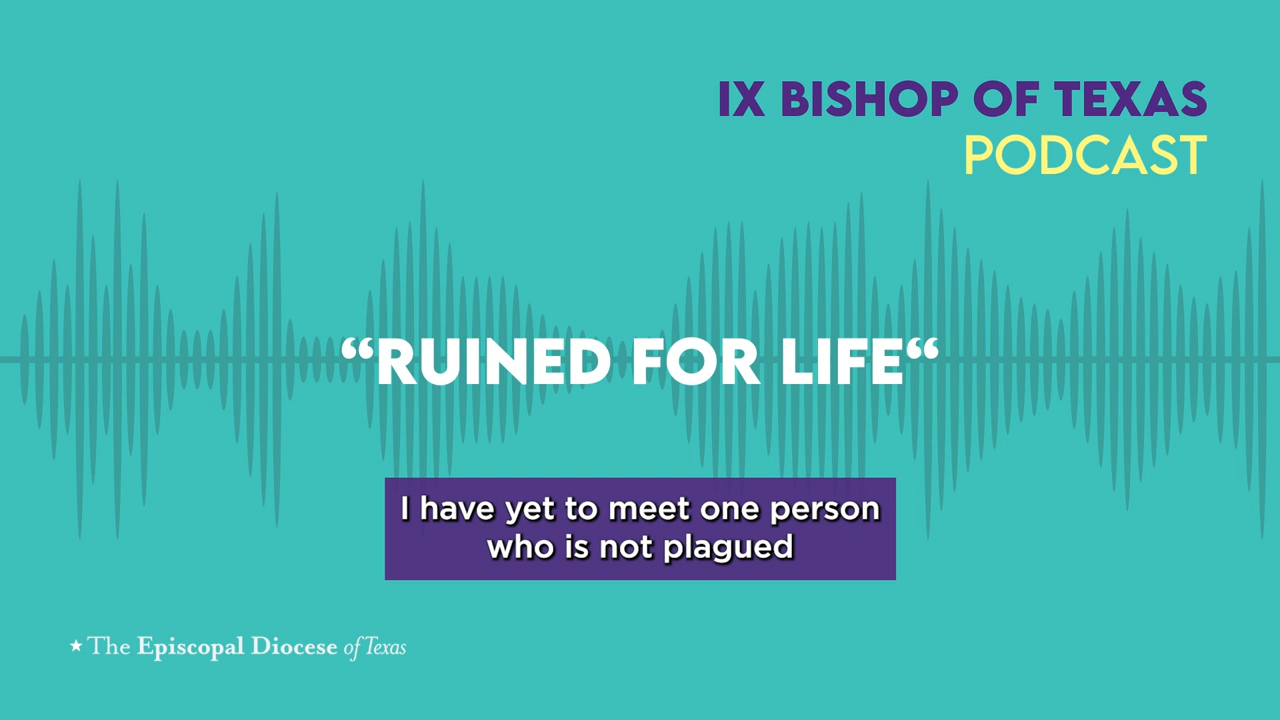 IX BISHOP OF TEXAS
PODCAST
“RUINED FOR LIFE“
I have yet to meet one person
who is not plagued
The Episcopal Diocese of Texas